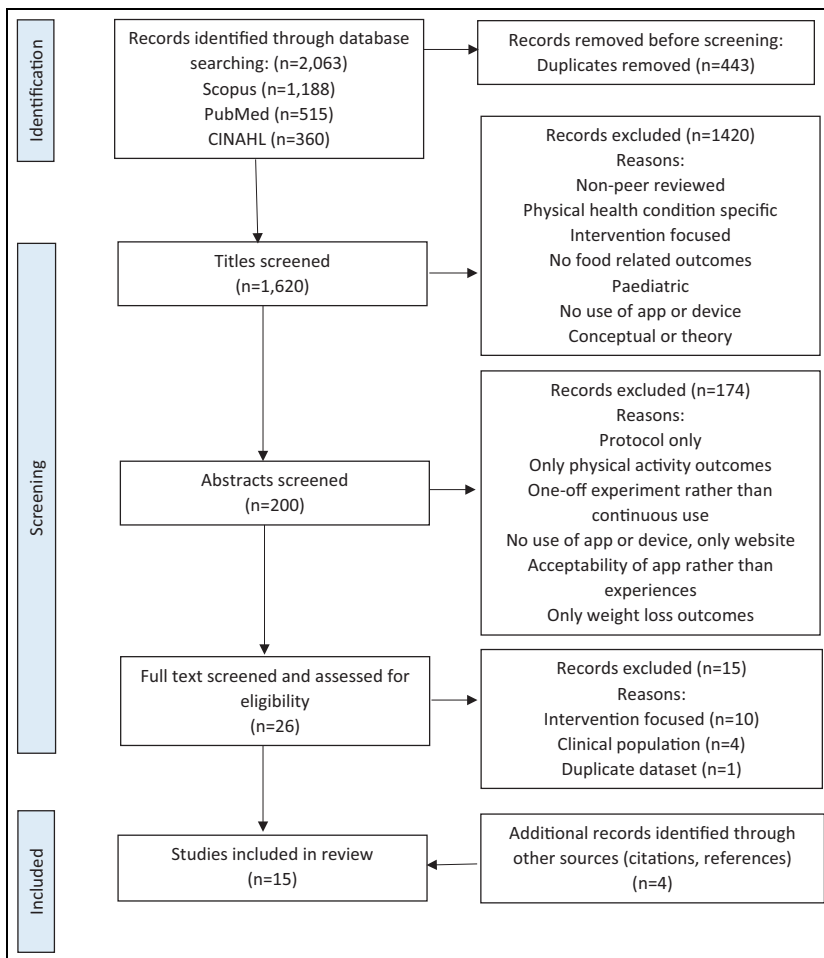 Identification
Records identified through database
searching: (n=2,063)
Scopus (n=1,188)
PubMed (n=515)
CINAHL (n=360)
Records removed before screening:
Duplicates removed (n=443)
Screening
Titles screened
(n=1,620)
Records excluded (n=1420)
Reasons:
Non-peer reviewed
Physical health condition specific
Intervention focused
No food related outcomes
Paediatric
No use of app or device
Conceptual or theory
Abstracts screened
(n=200)
Records excluded (n=174)
Reasons:
Protocol only
Only physical activity outcomes
One-off experiment rather than
continuous use
No use of app or device, only website
Acceptability of app rather than
experiences
Only weight loss outcomes
Full text screened and assessed for
eligibility
(n=26)
Records excluded (n=15)
Reasons:
Intervention focused (n=10)
Clinical population (n=4)
Duplicate dataset (n=1)
Included
Studies included in review
(n=15)
Additional records identified through
other sources (citations, references)
(n=4)